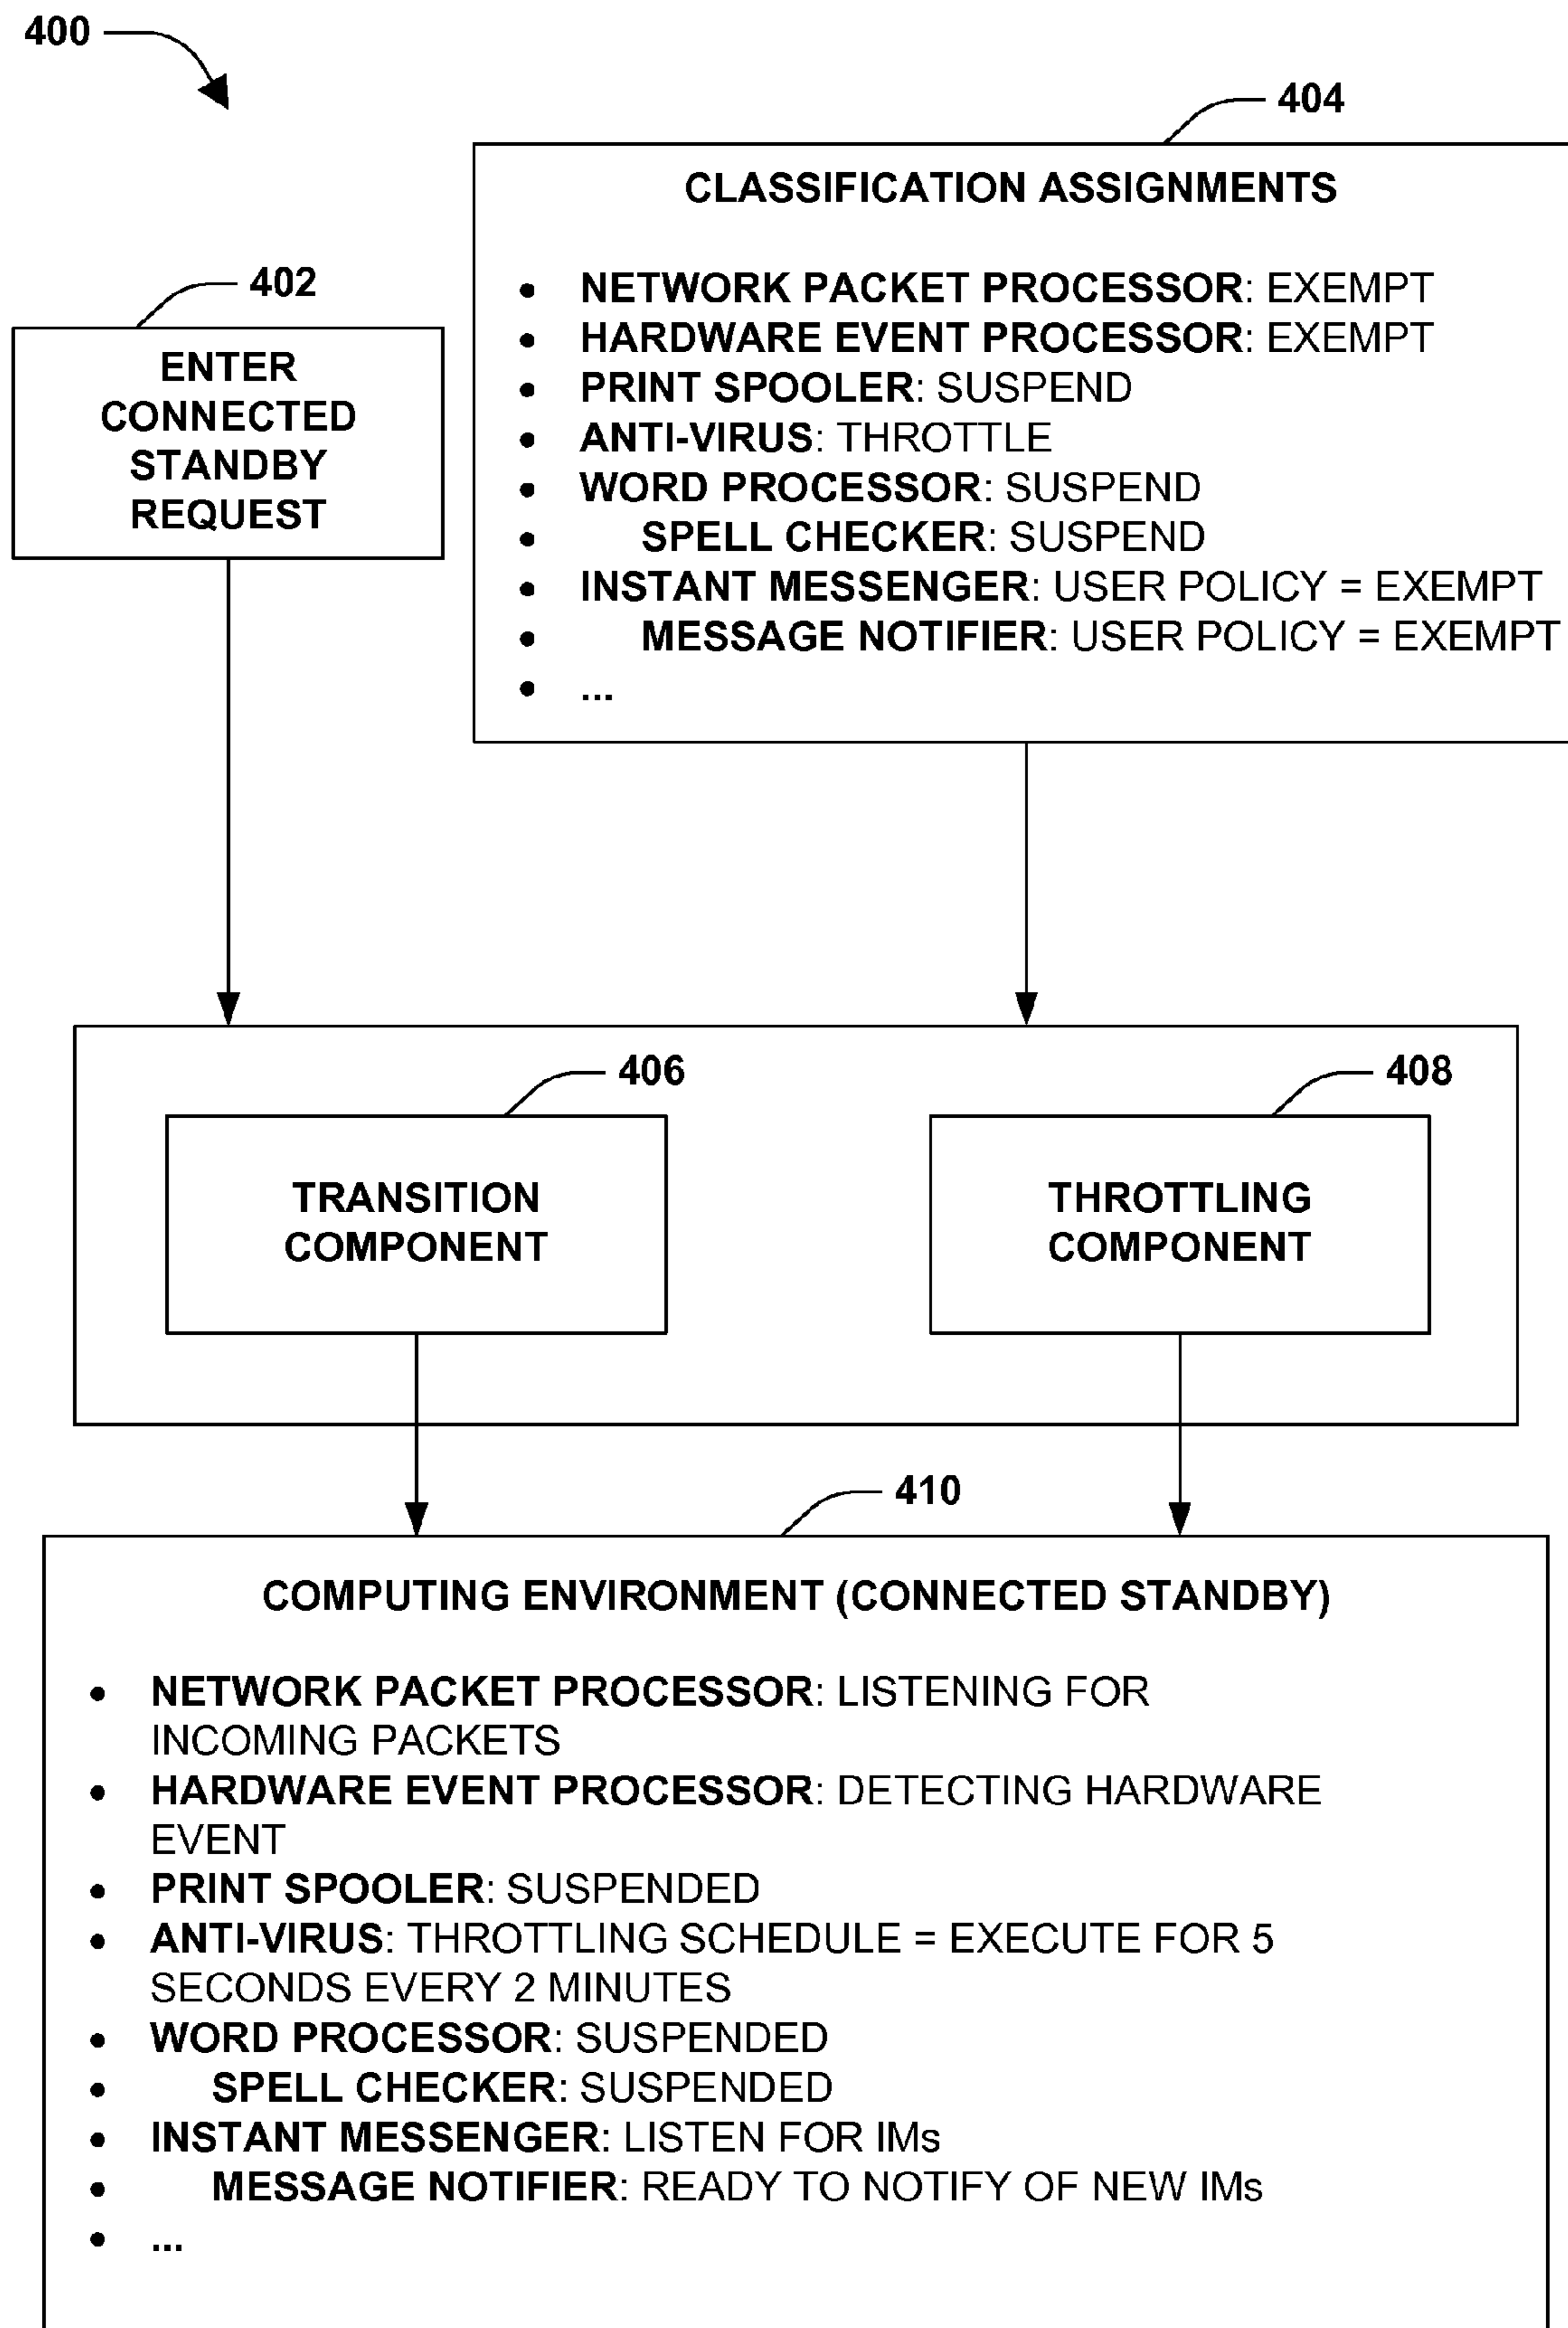 400
404
CLASSIFICATION ASSIGNMENTS
• NETWORK PACKET PROCESSOR: EXEMPT
• HARDWARE EVENT PROCESSOR: EXEMPT
• PRINT SPOOLER: SUSPEND
• ANTI-VIRUS: THROTTLE
• WORD PROCESSOR: SUSPEND
• SPELL CHECKER: SUSPEND
• INSTANT MESSENGER: USER POLICY = EXEMPT
• MESSAGE NOTIFIER: USER POLICY = EXEMPT
• ...
402
ENTER
CONNECTED
STANDBY
REQUEST
406
TRANSITION
COMPONENT
408
THROTTLING
COMPONENT
410
COMPUTING ENVIRONMENT (CONNECTED STANDBY)
• NETWORK PACKET PROCESSOR: LISTENING FOR
INCOMING PACKETS
• HARDWARE EVENT PROCESSOR: DETECTING HARDWARE
EVENT
• PRINT SPOOLER: SUSPENDED
• ANTI-VIRUS: THROTTLING SCHEDULE = EXECUTE FOR 5
SECONDS EVERY 2 MINUTES
• WORD PROCESSOR: SUSPENDED
• SPELL CHECKER: SUSPENDED
• INSTANT MESSENGER: LISTEN FOR IMs
• MESSAGE NOTIFIER: READY TO NOTIFY OF NEW IMs
• ...